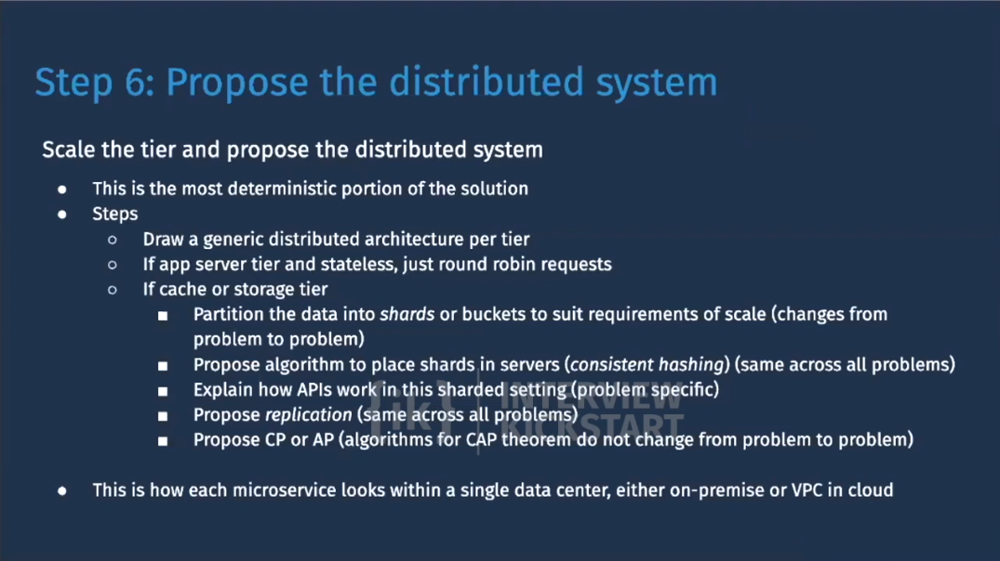 Step 6: Propose the distributed system
Scale the tier and propose the distributed system
● This is the most deterministic portion of the solution
● Steps
○ Draw a generic distributed architecture per tier
○ If app server tier and stateless, just round robin requests
○ If cache or storage tier
■ Partition the data into shards or buckets to suit requirements of scale (changes from
problem to problem)
■ Propose algorithm to place shards in servers (consistent hashing) (same across all problems)
■ Explain how APIs work in this sharded setting (problem specific)
■ Propose replication (same across all problems)
■ Propose CP or AP (algorithms for CAP theorem do not change from problem to problem)
{ik} INTERVIEW
KICKSTART
● This is how each microservice looks within a single data center, either on-premise or VPC in cloud